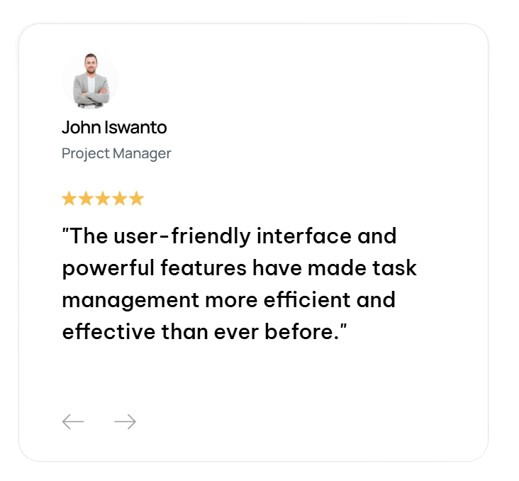 John Iswanto
Project Manager
"The user-friendly interface and
powerful features have made task
management more efficient and
effective than ever before."